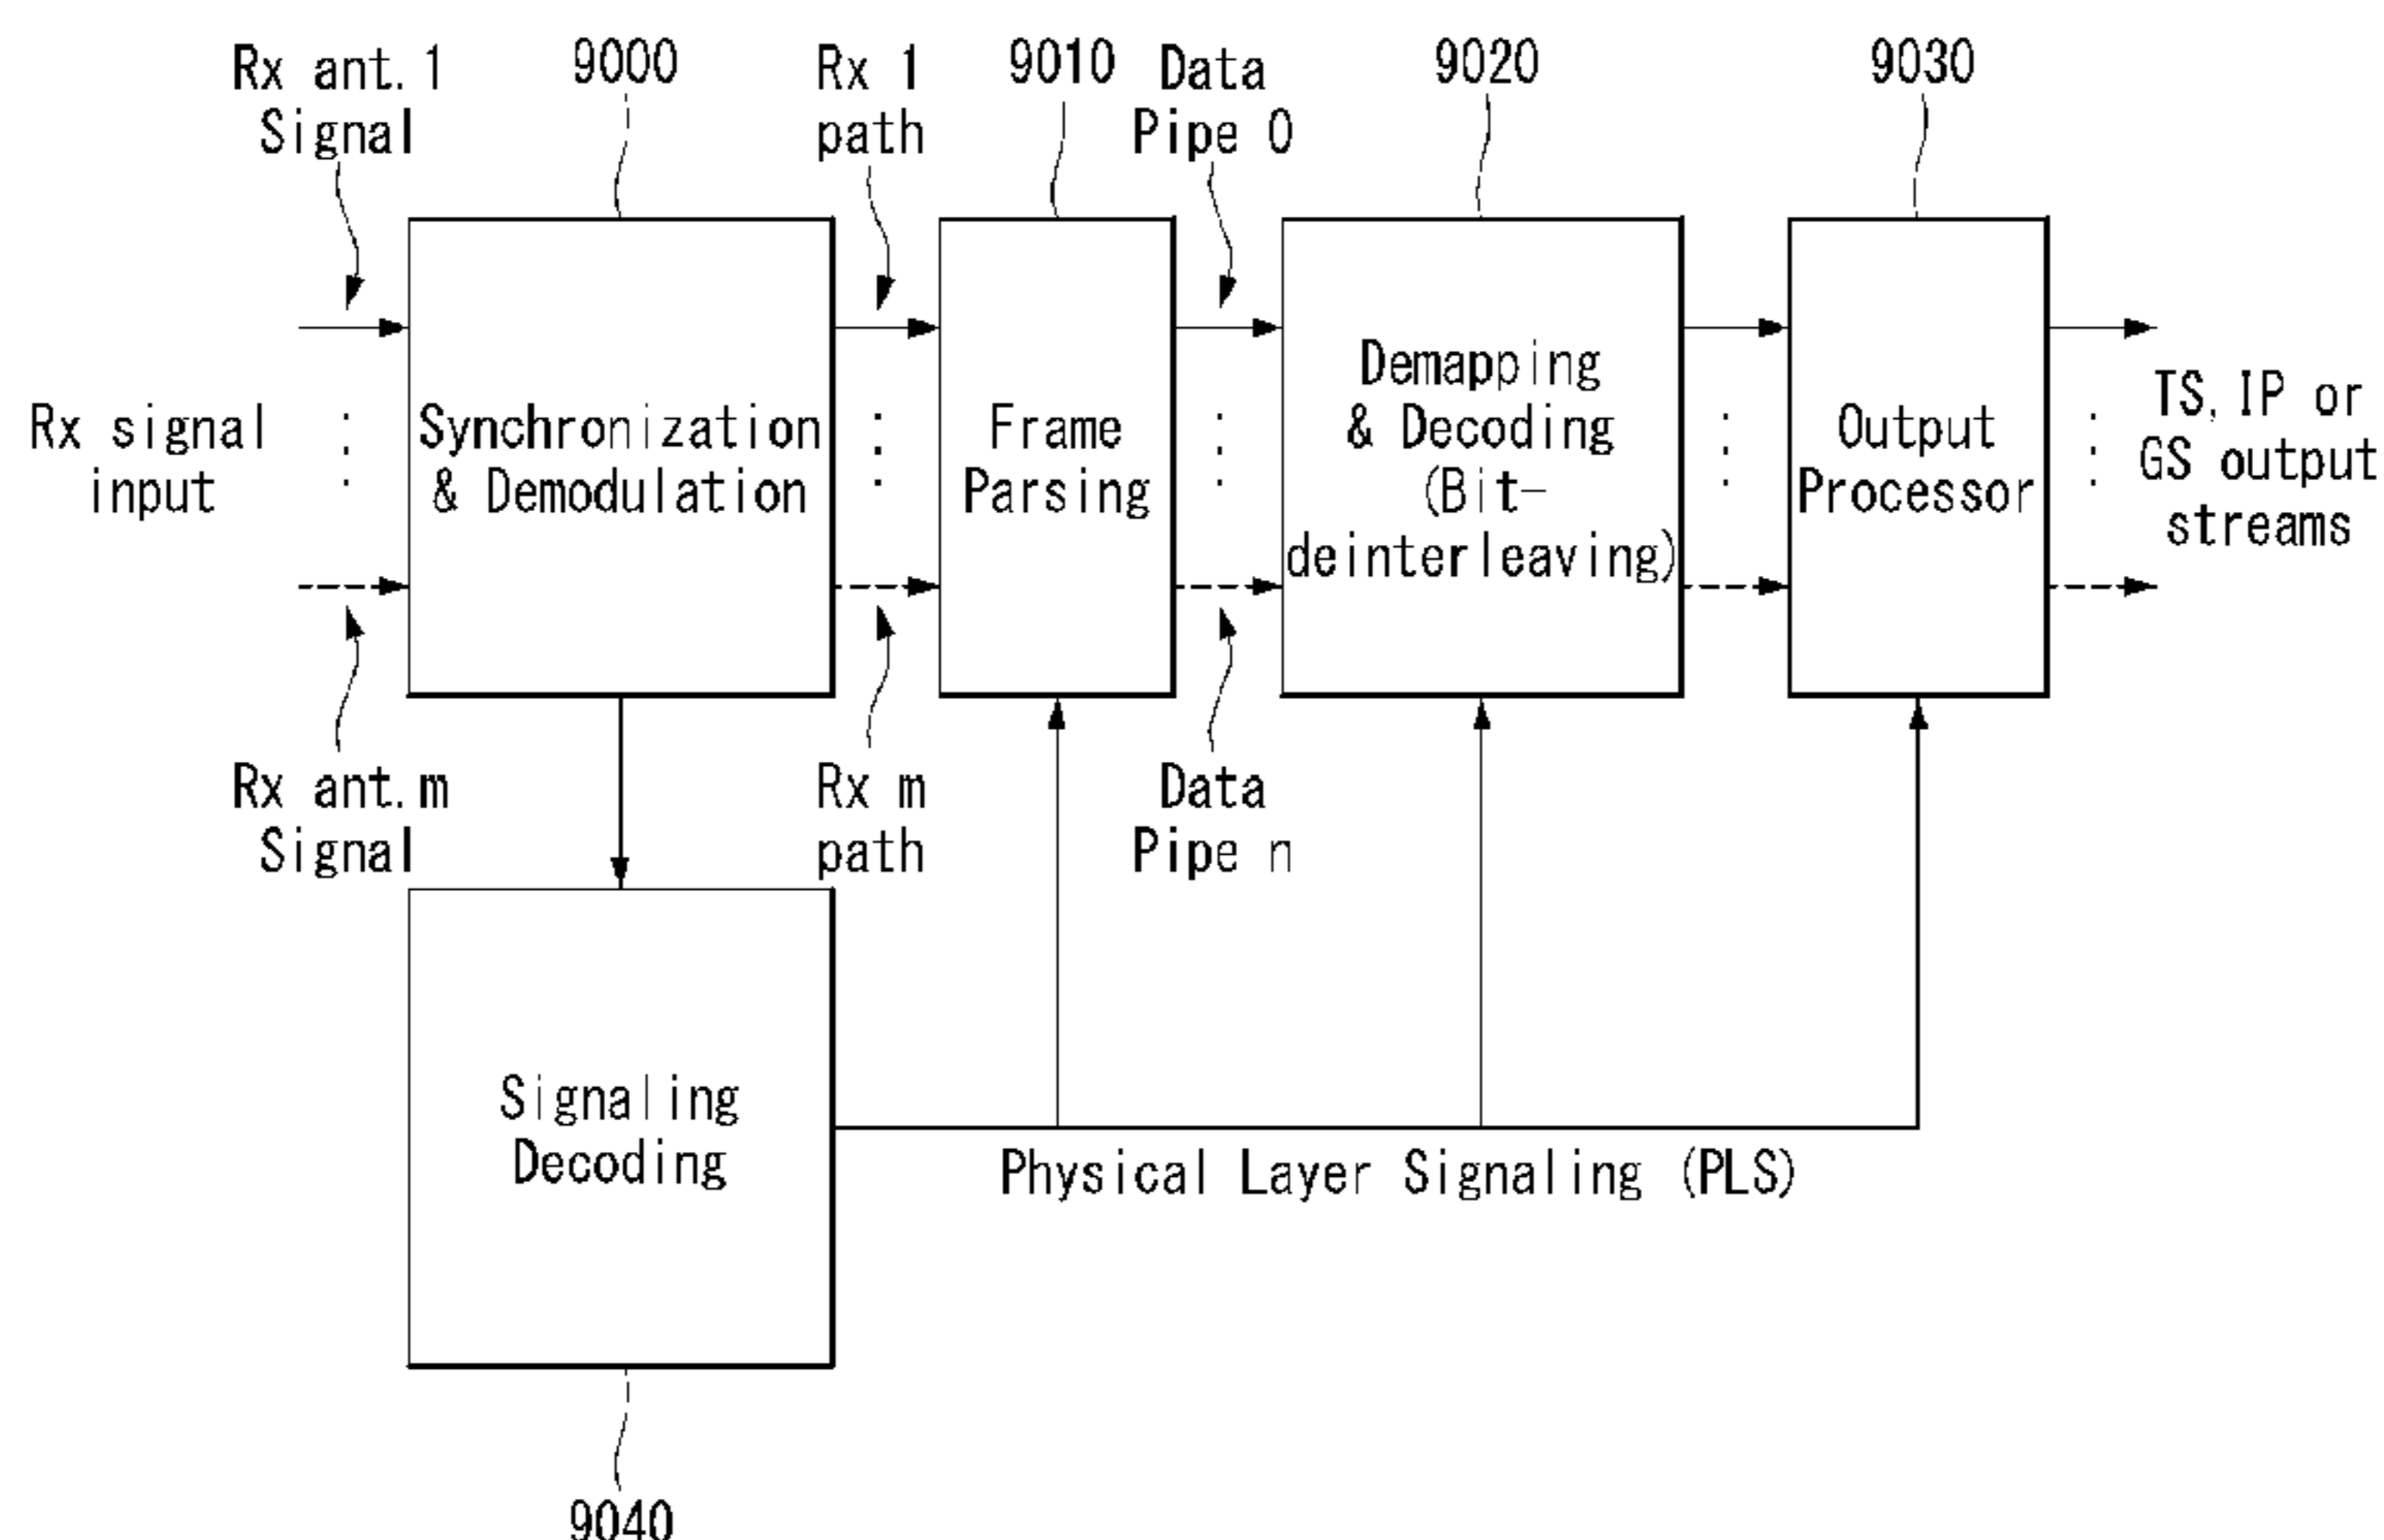 Rx ant.1
Signal
9000
Rx 1
path
9010
Data
Pipe 0
9020
9030
Rx signal
input
Synchronization
& Demodulation
Frame
Parsing
Demapping
& Decoding
(Bit-
deinterleaving)
Output
Processor
TS, IP or
GS output
streams
Rx ant.m
Signal
Rx m
path
Data
Pipe n
Signaling
Decoding
Physical Layer Signaling (PLS)
9040